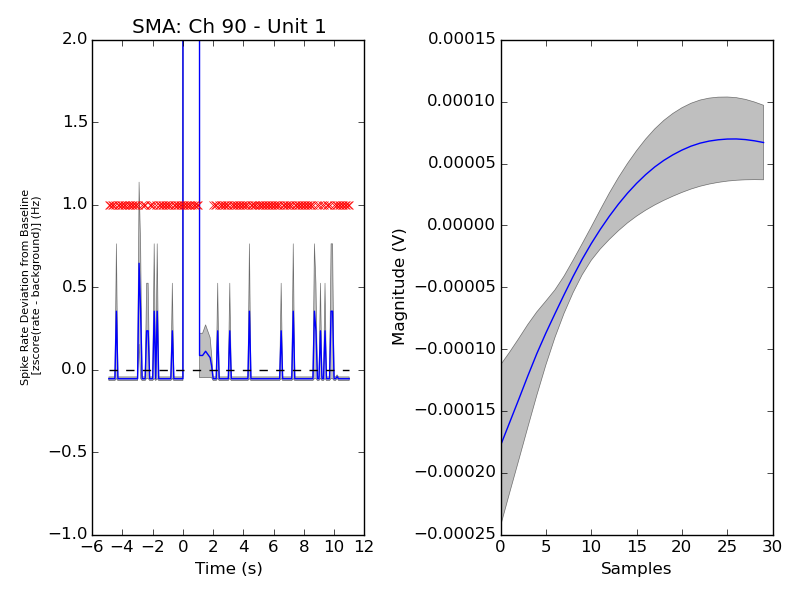 SMA: Ch 90 - Unit 1
2.0
1.5
1.0
0.5
0.0
−0.5
−1.0
−6 −4 −2 0 2 4 6 8 10 12
Time (s)
Spike Rate Deviation from Baseline
[zscore(rate - background)] (Hz)
0.00015
0.00010
0.00005
0.00000
−0.00005
−0.00010
−0.00015
−0.00020
−0.00025
0 5 10 15 20 25 30
Samples
Magnitude (V)